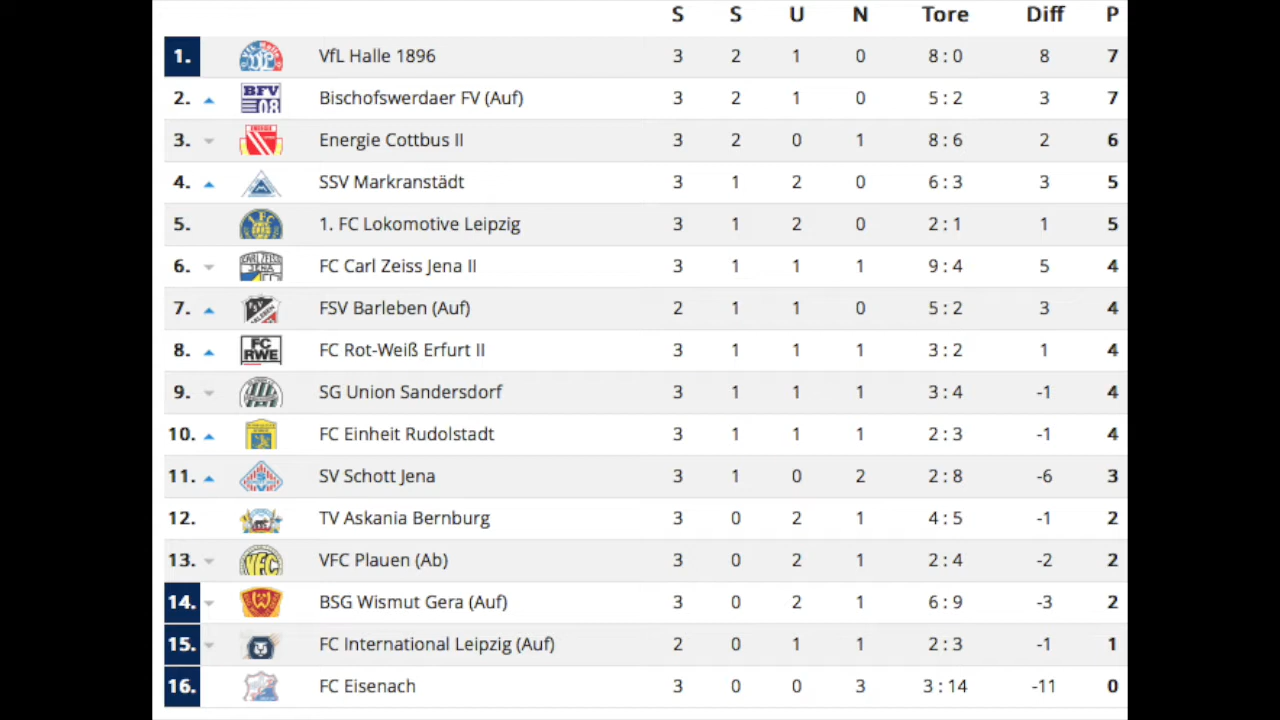 S S U N Tore Diff P
1. VfL Halle 1896 3 2 1 0 8 : 0 8 7
2. BFV 08 Bischofswerdaer FV (Auf) 3 2 1 0 5 : 2 3 7
3. ENERGIE Energie Cottbus II 3 2 0 1 8 : 6 2 6
4. SSV Markranstädt 3 1 2 0 6 : 3 3 5
5. 1. FC Lokomotive Leipzig 3 1 2 0 2 : 1 1 5
6. CARL ZEISS JENA FC Carl Zeiss Jena II 3 1 1 1 9 : 4 5 4
7. FSV Barleben (Auf) 2 1 1 0 5 : 2 3 4
8. FC RWE FC Rot-Weiß Erfurt II 3 1 1 1 3 : 2 1 4
9. SG Union Sandersdorf 3 1 1 1 3 : 4 -1 4
10. FC Einheit Rudolstadt 3 1 1 1 2 : 3 -1 4
11. SV Schott Jena 3 1 0 2 2 : 8 -6 3
12. TV Askania Bernburg 3 0 2 1 4 : 5 -1 2
13. VFC VFC Plauen (Ab) 3 0 2 1 2 : 4 -2 2
14. BSG Wismut Gera (Auf) 3 0 2 1 6 : 9 -3 2
15. FC International Leipzig (Auf) 2 0 1 1 2 : 3 -1 1
16. FC Eisenach 3 0 0 3 3 : 14 -11 0